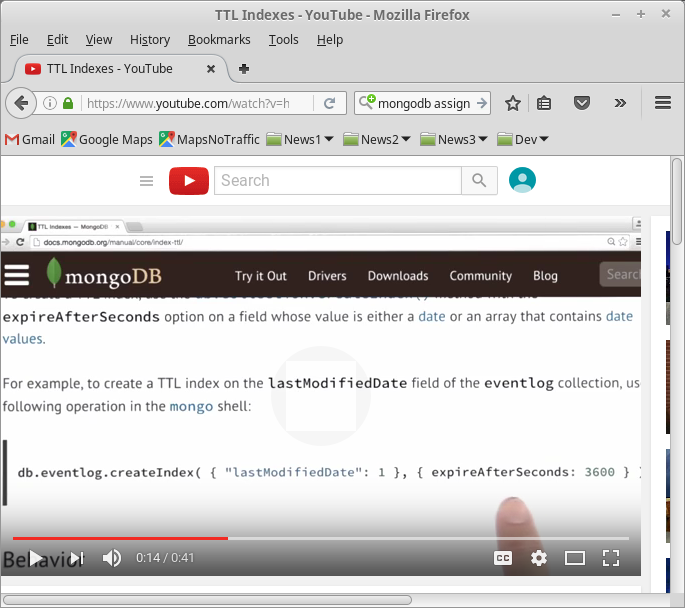 TTL Indexes - YouTube - Mozilla Firefox
File Edit View History Bookmarks Tools Help
TTL Indexes - YouTube
https://www.youtube.com/watch?v=h
mongodb assign
Gmail Google Maps MapsNoTraffic News1 News2 News3 Dev
Search
TTL Indexes — MongoDB
docs.mongodb.org/manual/core/index-ttl/
mongoDB Try it Out Drivers Downloads Community Blog Search
expireAfterSeconds option on a field whose value is either a date or an array that contains date
values.
For example, to create a TTL index on the lastModifiedDate field of the eventlog collection, use
following operation in the mongo shell:
db.eventlog.createIndex( { "lastModifiedDate": 1 }, { expireAfterSeconds: 3600 } )
Behavior
0:14 / 0:41
CC